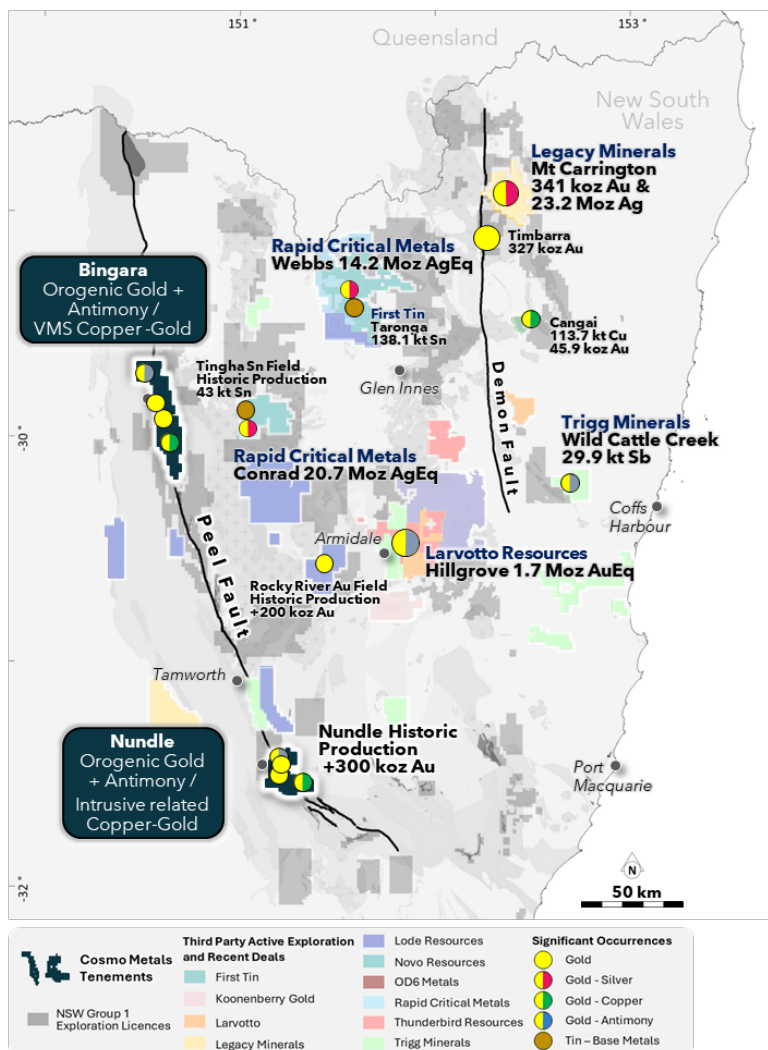 151°
153°
Queensland
New South
Wales
Legacy Minerals
Mt Carrington
341 koz Au &
23.2 Moz Ag
Timbarra
327 koz Au
Rapid Critical Metals
Webbs 14.2 Moz AgEq
First Tin
Taronga
138.1 kt Sn
Cangai
113.7 kt Cu
45.9 koz Au
Bingara
Orogenic Gold +
Antimony /
VMS Copper -Gold
Tingha Sn Field
Historic Production
43 kt Sn
Glen Innes
Demon Fault
-30°
Rapid Critical Metals
Conrad 20.7 Moz AgEq
Trigg Minerals
Wild Cattle Creek
29.9 kt Sb
Coffs
Harbour
Peel Fault
Armidale
Larvotto Resources
Hillgrove 1.7 Moz AuEq
Rocky River Au Field
Historic Production
+200 koz Au
Tamworth
Nundle
Orogenic Gold
+ Antimony /
Intrusive related
Copper-Gold
Nundle Historic
Production
+300 koz Au
Port
Macquarie
-32°
N
50 km
Cosmo Metals
Tenements
NSW Group 1
Exploration Licences
Third Party Active Exploration
and Recent Deals
First Tin
Koonenberry Gold
Larvotto
Legacy Minerals
Lode Resources
Novo Resources
OD6 Metals
Rapid Critical Metals
Thunderbird Resources
Trigg Minerals
Significant Occurrences
Gold
Gold - Silver
Gold - Copper
Gold - Antimony
Tin – Base Metals